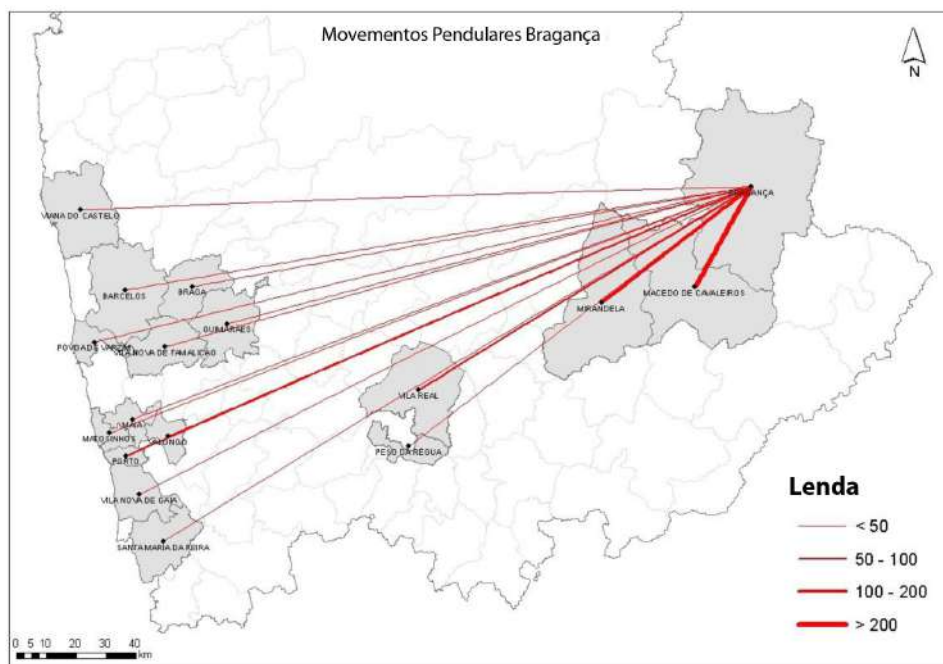 Movementos Pendulares Bragança
N
BRAGANÇA
VIANA DO CASTELO
BARCELOS
BRAGA
MACEDO DE CAVALEIROS
MIRANDELA
GUIMARÃES
POVOA DE VARZIM
VILA NOVA DE FAMALICAO
VILA REAL
MAIA
MATOSINHOS
VALONGO
PESO DA REGUA
PORTO
VILA NOVA DE GAIA
SANTA MARIA DA FEIRA
Lenda
< 50
50 - 100
100 - 200
> 200
0 5 10 20 30 40
km